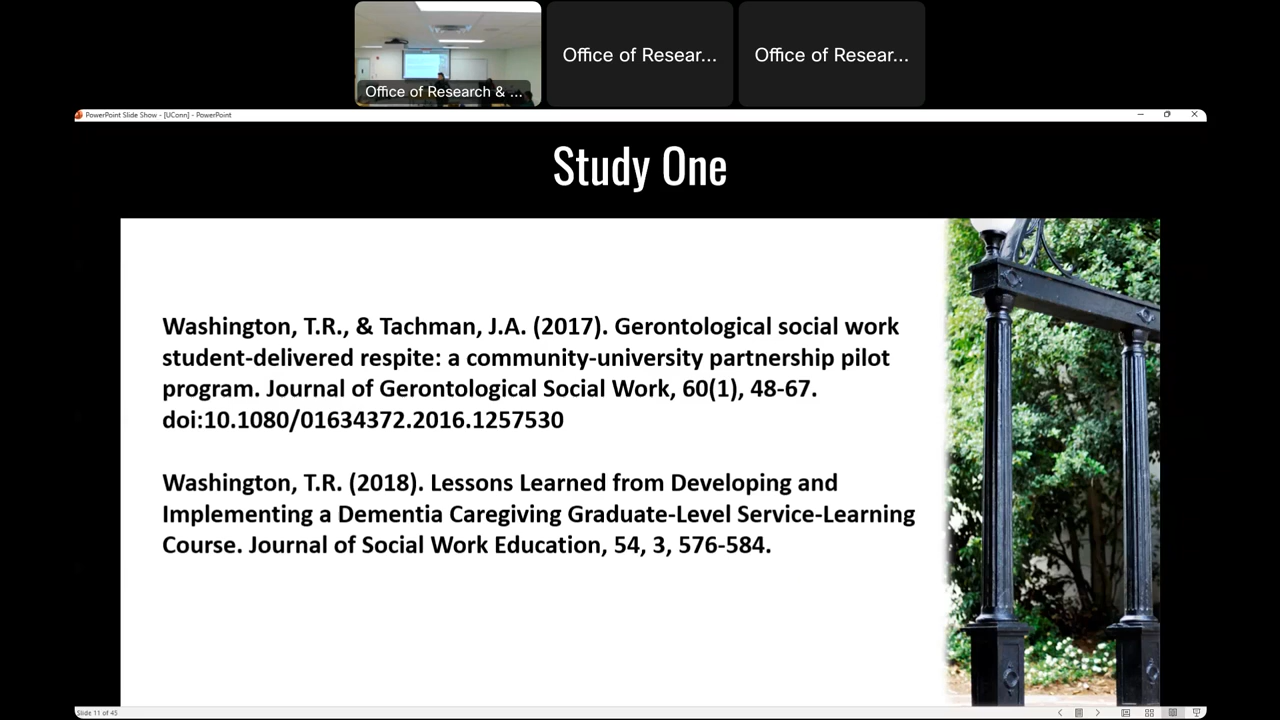 Office of Research & ...
Office of Resear...
Office of Resear...
PowerPoint Slide Show - [UConn] - PowerPoint
Study One
Washington, T.R., & Tachman, J.A. (2017). Gerontological social work
student-delivered respite: a community-university partnership pilot
program. Journal of Gerontological Social Work, 60(1), 48-67.
doi:10.1080/01634372.2016.1257530
Washington, T.R. (2018). Lessons Learned from Developing and
Implementing a Dementia Caregiving Graduate-Level Service-Learning
Course. Journal of Social Work Education, 54, 3, 576-584.
Slide 11 of 45